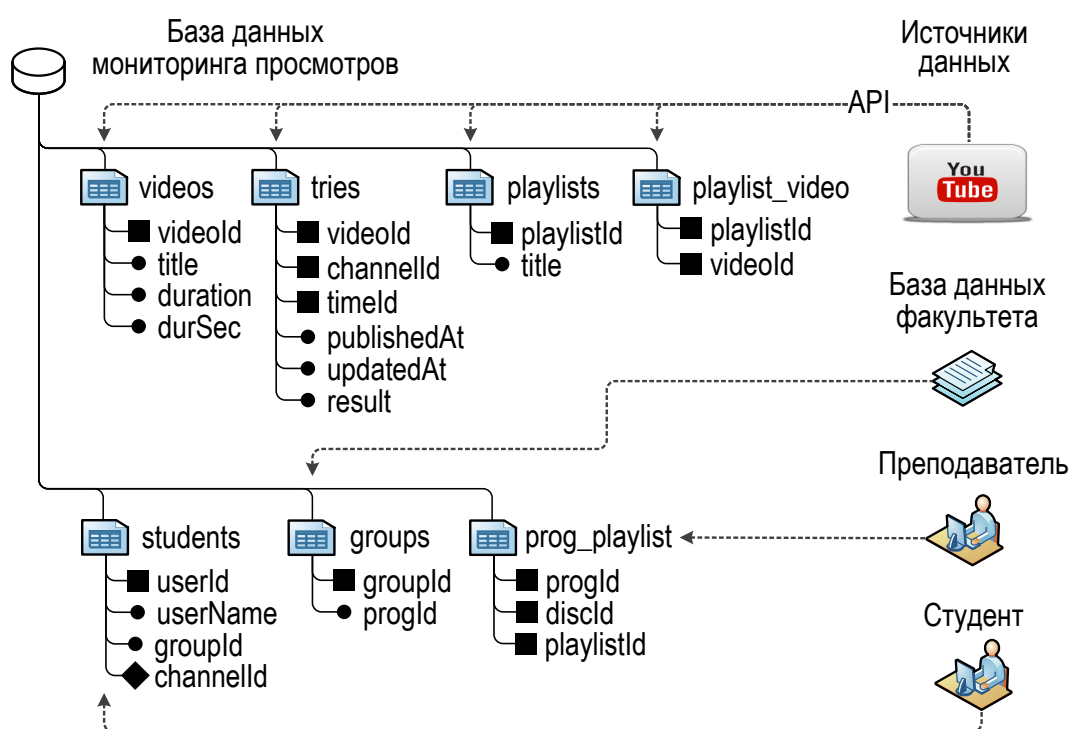 База данных
мониторинга просмотров
Источники
данных
API
You
Tube
videos
videoId
title
duration
durSec
tries
videoId
channelId
timeId
publishedAt
updatedAt
result
playlists
playlistId
title
playlist_video
playlistId
videoId
База данных
факультета
Преподаватель
students
userId
userName
groupId
channelId
groups
groupId
progId
prog_playlist
progId
discId
playlistId
Студент